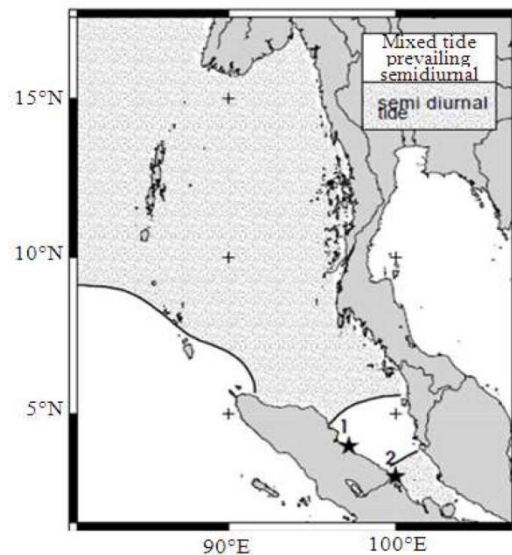 Mixed tide
prevailing
semidiurnal
semi diurnal
tide
15°N
10°N
5°N
1
2
90°E
100°E